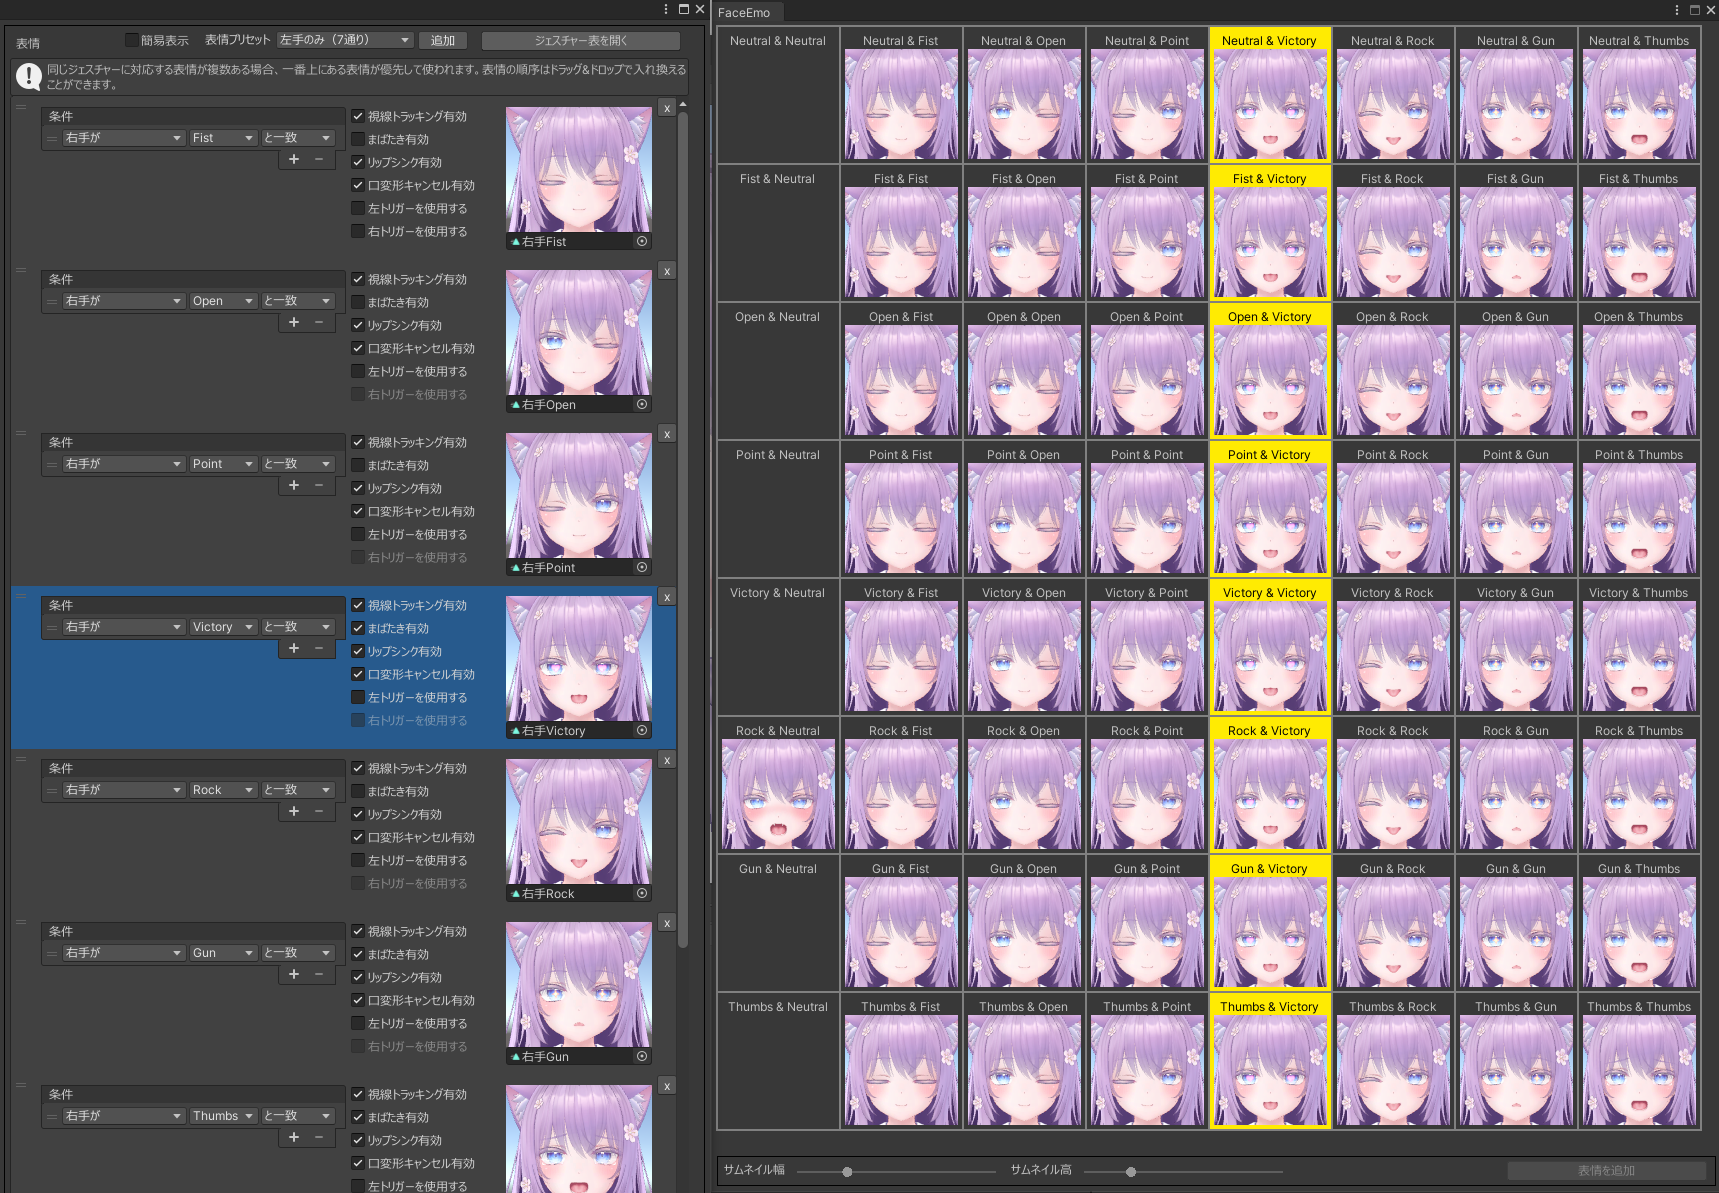 表情
簡易表示
表情プリセット
左手のみ（7通り）
追加
ジェスチャー表を開く
同じジェスチャーに対応する表情が複数ある場合、一番上にある表情が優先して使われます。表情の順序はドラッグ&ドロップで入れ換える
ことができます。
x
条件
右手が Fist と一致
+ −
視線トラッキング有効
まばたき有効
リップシンク有効
口変形キャンセル有効
左トリガーを使用する
右トリガーを使用する
右手Fist
x
条件
右手が Open と一致
+ −
視線トラッキング有効
まばたき有効
リップシンク有効
口変形キャンセル有効
左トリガーを使用する
右トリガーを使用する
右手Open
x
条件
右手が Point と一致
+ −
視線トラッキング有効
まばたき有効
リップシンク有効
口変形キャンセル有効
左トリガーを使用する
右トリガーを使用する
右手Point
x
条件
右手が Victory と一致
+ −
視線トラッキング有効
まばたき有効
リップシンク有効
口変形キャンセル有効
左トリガーを使用する
右トリガーを使用する
右手Victory
x
条件
右手が Rock と一致
+ −
視線トラッキング有効
まばたき有効
リップシンク有効
口変形キャンセル有効
左トリガーを使用する
右トリガーを使用する
右手Rock
x
条件
右手が Gun と一致
+ −
視線トラッキング有効
まばたき有効
リップシンク有効
口変形キャンセル有効
左トリガーを使用する
右トリガーを使用する
右手Gun
x
条件
右手が Thumbs と一致
+ −
視線トラッキング有効
まばたき有効
リップシンク有効
口変形キャンセル有効
左トリガーを使用する
FaceEmo
Neutral & Neutral Neutral & Fist Neutral & Open Neutral & Point Neutral & Victory Neutral & Rock Neutral & Gun Neutral & Thumbs
Fist & Neutral Fist & Fist Fist & Open Fist & Point Fist & Victory Fist & Rock Fist & Gun Fist & Thumbs
Open & Neutral Open & Fist Open & Open Open & Point Open & Victory Open & Rock Open & Gun Open & Thumbs
Point & Neutral Point & Fist Point & Open Point & Point Point & Victory Point & Rock Point & Gun Point & Thumbs
Victory & Neutral Victory & Fist Victory & Open Victory & Point Victory & Victory Victory & Rock Victory & Gun Victory & Thumbs
Rock & Neutral Rock & Fist Rock & Open Rock & Point Rock & Victory Rock & Rock Rock & Gun Rock & Thumbs
Gun & Neutral Gun & Fist Gun & Open Gun & Point Gun & Victory Gun & Rock Gun & Gun Gun & Thumbs
Thumbs & Neutral Thumbs & Fist Thumbs & Open Thumbs & Point Thumbs & Victory Thumbs & Rock Thumbs & Gun Thumbs & Thumbs
サムネイル幅
サムネイル高
表情を追加